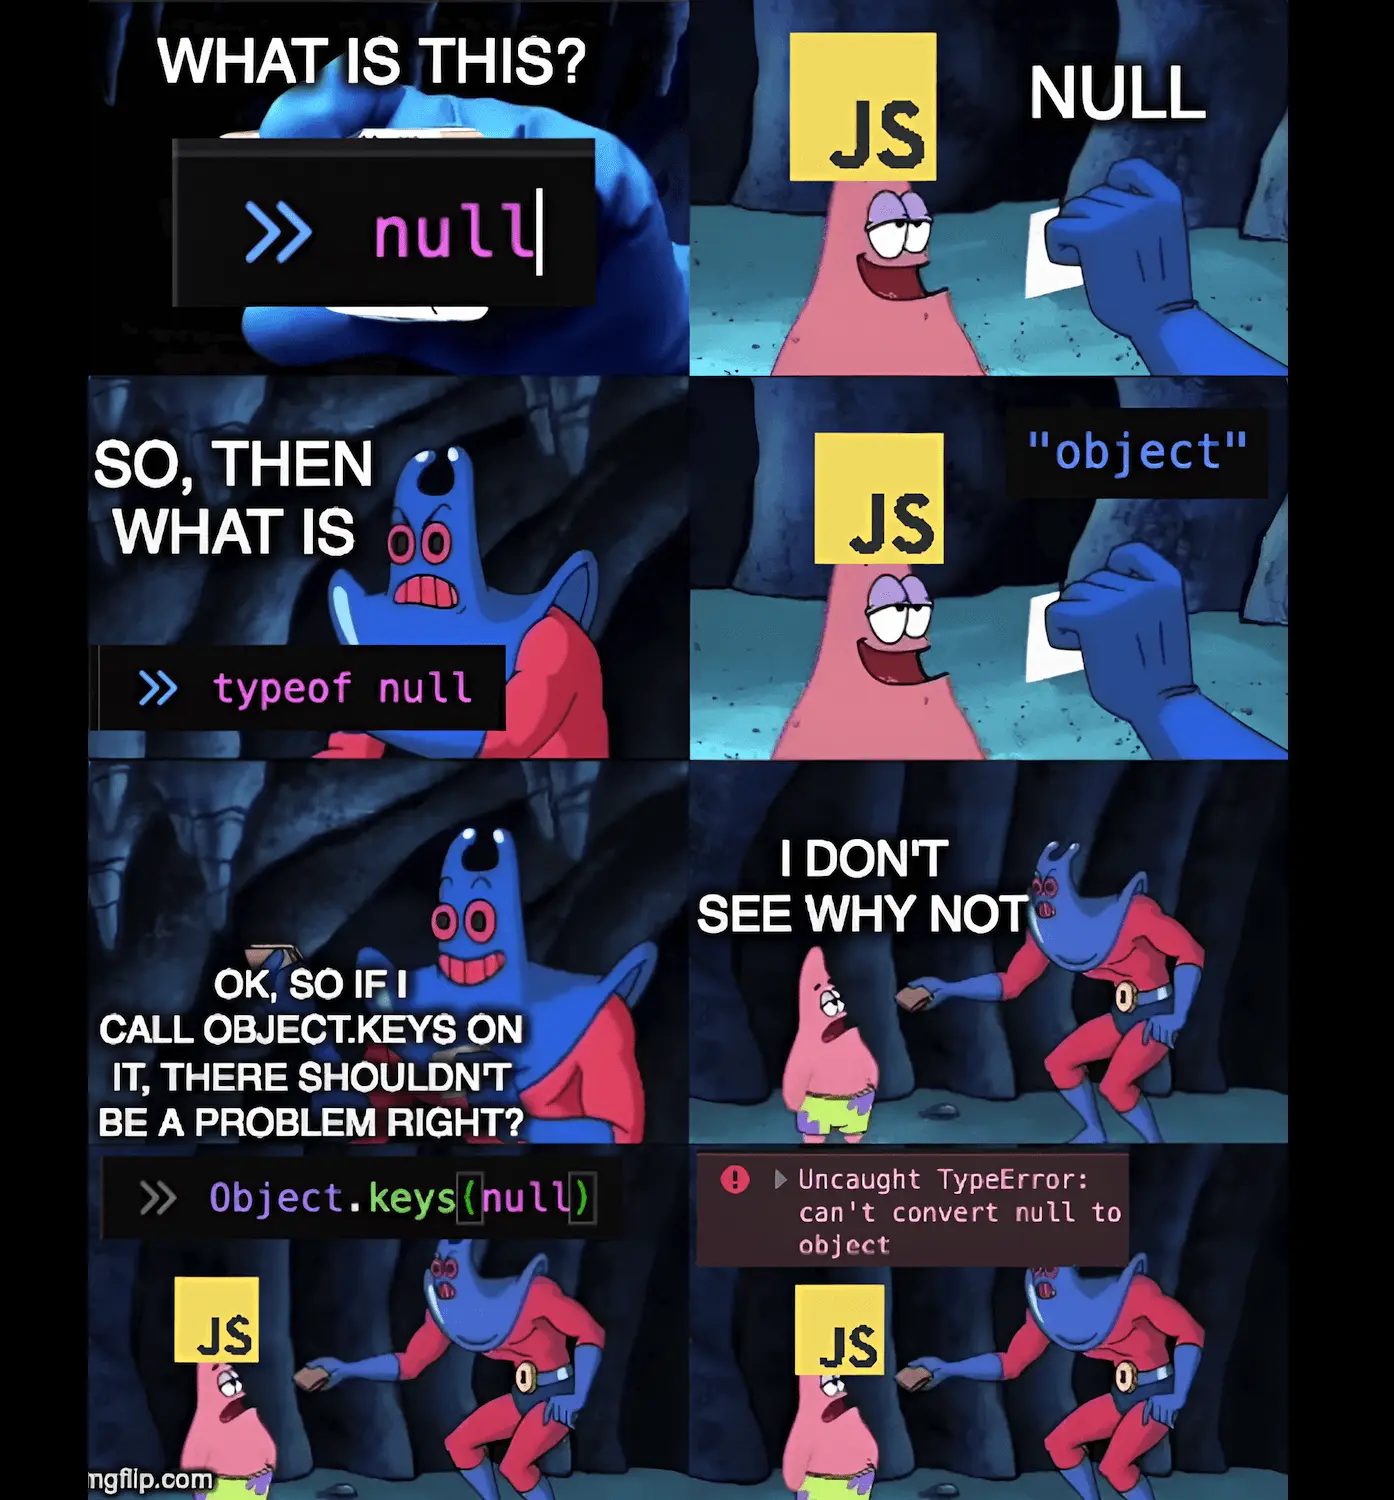 WHAT IS THIS?
>> null
JS
NULL
SO, THEN
WHAT IS
>> typeof null
JS
"object"
OK, SO IF I
CALL OBJECT.KEYS ON
IT, THERE SHOULDN'T
BE A PROBLEM RIGHT?
I DON'T
SEE WHY NOT
>> Object.keys(null)
JS
mgflip.com
Uncaught TypeError:
can't convert null to
object
JS